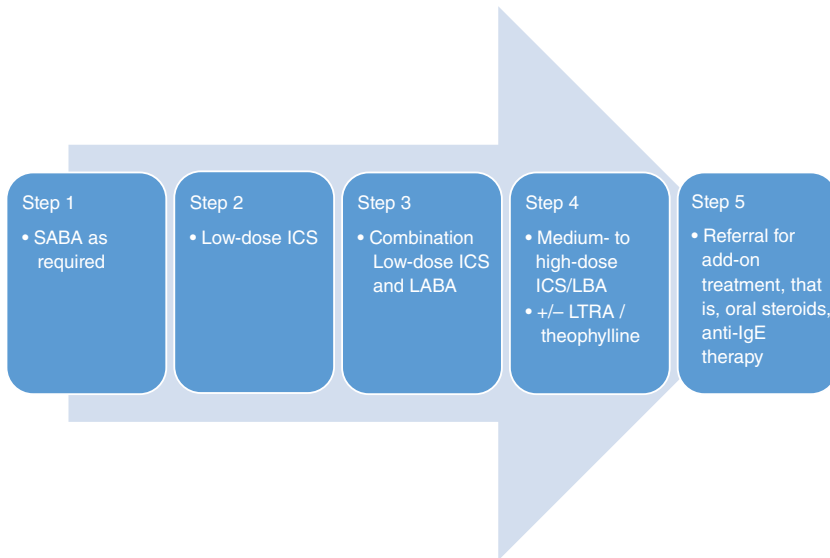 Step 1
• SABA as
required
Step 2
• Low-dose ICS
Step 3
• Combination
Low-dose ICS
and LABA
Step 4
• Medium- to
high-dose
ICS/LBA
• +/– LTRA /
theophylline
Step 5
• Referral for
add-on
treatment, that
is, oral steroids,
anti-IgE
therapy